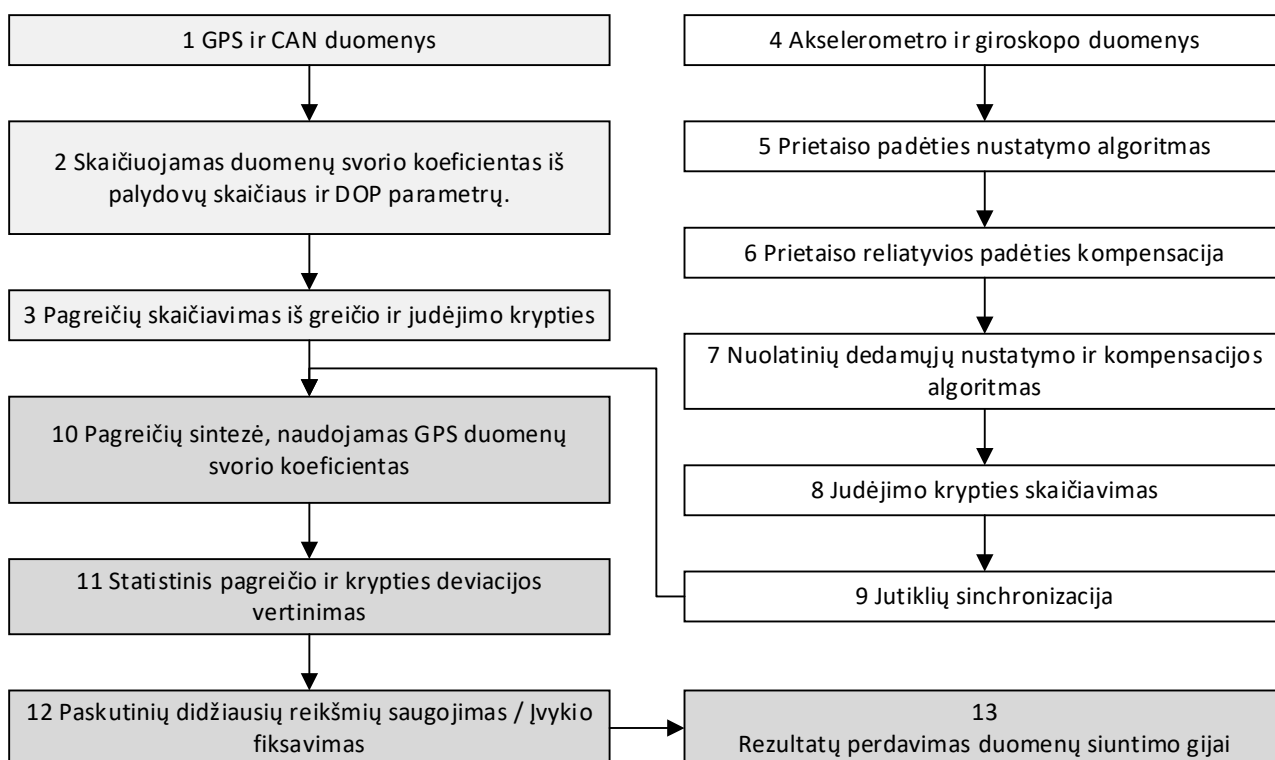 1 GPS ir CAN duomenys
2 Skaičiuojamas duomenų svorio koeficientas iš
palydovų skaičiaus ir DOP parametrų.
3 Pagreičių skaičiavimas iš greičio ir judėjimo krypties
10 Pagreičių sintezė, naudojamas GPS duomenų
svorio koeficientas
11 Statistinis pagreičio ir krypties deviacijos
vertinimas
12 Paskutinių didžiausių reikšmių saugojimas / Įvykio
fiksavimas
4 Akselerometro ir giroskopo duomenys
5 Prietaiso padėties nustatymo algoritmas
6 Prietaiso reliatyvios padėties kompensacija
7 Nuolatinių dedamųjų nustatymo ir kompensacijos
algoritmas
8 Judėjimo krypties skaičiavimas
9 Jutiklių sinchronizacija
13
Rezultatų perdavimas duomenų siuntimo gijai